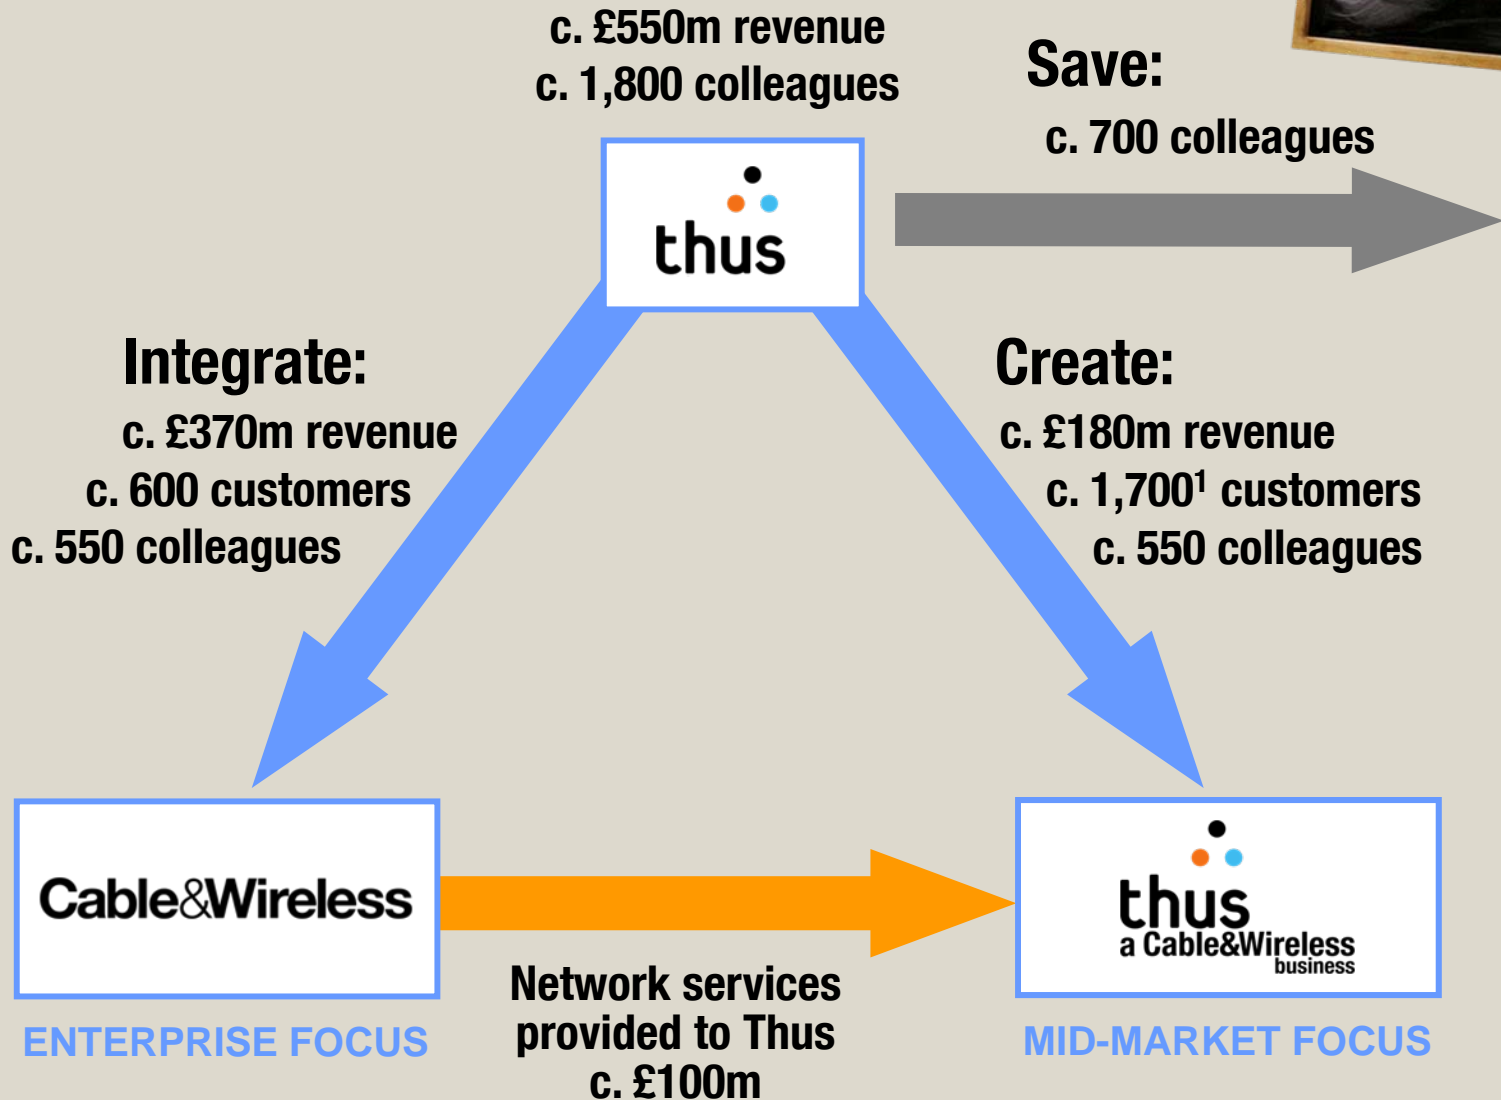 c. £550m revenue
c. 1,800 colleagues
Save:
c. 700 colleagues
thus
Integrate:
c. £370m revenue
c. 600 customers
c. 550 colleagues
Create:
c. £180m revenue
c. 1,700¹ customers
c. 550 colleagues
Cable&Wireless
ENTERPRISE FOCUS
Network services
provided to Thus
c. £100m
thus
a Cable&Wireless
business
MID-MARKET FOCUS